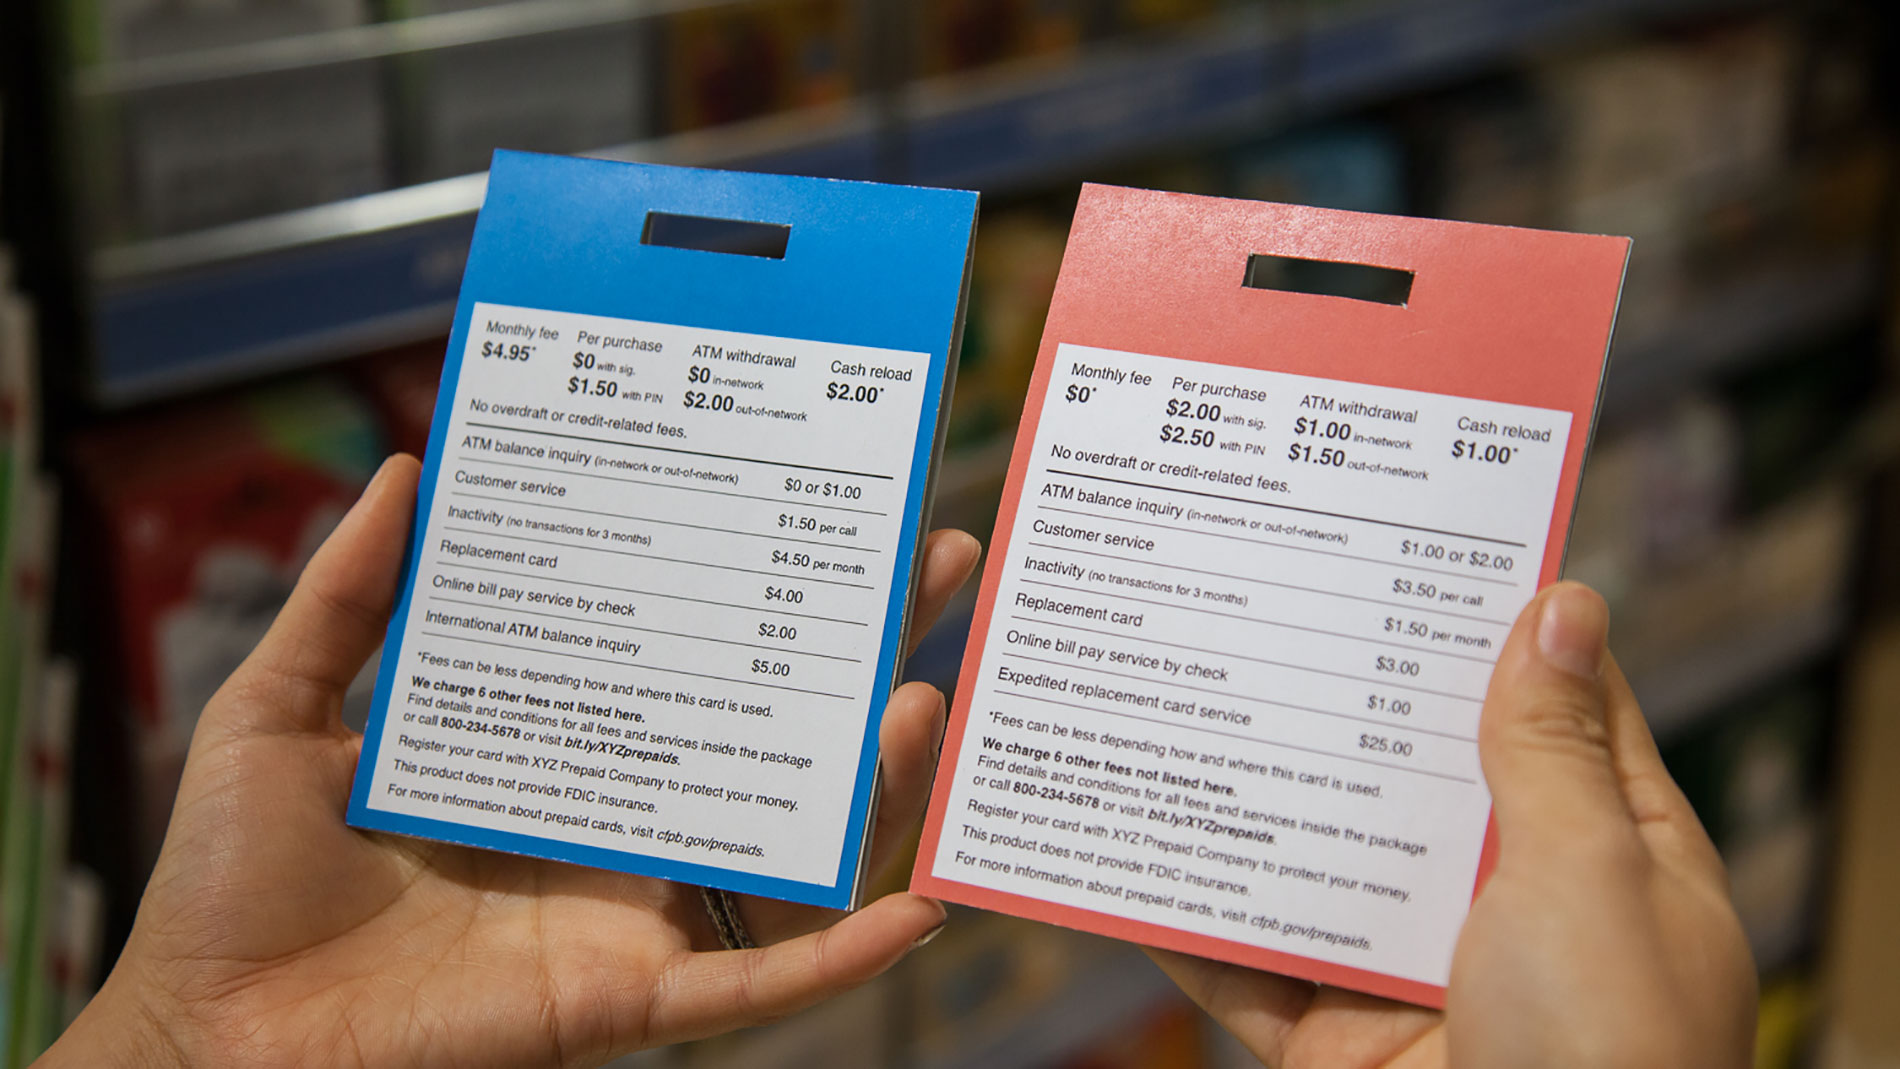 Monthly fee Per purchase ATM withdrawal Cash reload
$4.95* $0 with sig. $0 in-network $2.00*
$1.50 with PIN $2.00 out-of-network
No overdraft or credit-related fees.
ATM balance inquiry (in-network or out-of-network) $0 or $1.00
Customer service $1.50 per call
Inactivity (no transactions for 3 months) $4.50 per month
Replacement card $4.00
Online bill pay service by check $2.00
International ATM balance inquiry $5.00
*Fees can be less depending how and where this card is used.
We charge 6 other fees not listed here.
Find details and conditions for all fees and services inside the package
or call 800-234-5678 or visit bit.ly/XYZprepaids.
Register your card with XYZ Prepaid Company to protect your money.
This product does not provide FDIC insurance.
For more information about prepaid cards, visit cfpb.gov/prepaids.
Monthly fee Per purchase ATM withdrawal Cash reload
$0* $2.00 with sig. $1.00 in-network $1.00*
$2.50 with PIN $1.50 out-of-network
No overdraft or credit-related fees.
ATM balance inquiry (in-network or out-of-network) $1.00 or $2.00
Customer service $3.50 per call
Inactivity (no transactions for 3 months) $1.50 per month
Replacement card $3.00
Online bill pay service by check $1.00
Expedited replacement card service $25.00
*Fees can be less depending how and where this card is used.
We charge 6 other fees not listed here.
Find details and conditions for all fees and services inside the package
or call 800-234-5678 or visit bit.ly/XYZprepaids.
Register your card with XYZ Prepaid Company to protect your money.
This product does not provide FDIC insurance.
For more information about prepaid cards, visit cfpb.gov/prepaids.